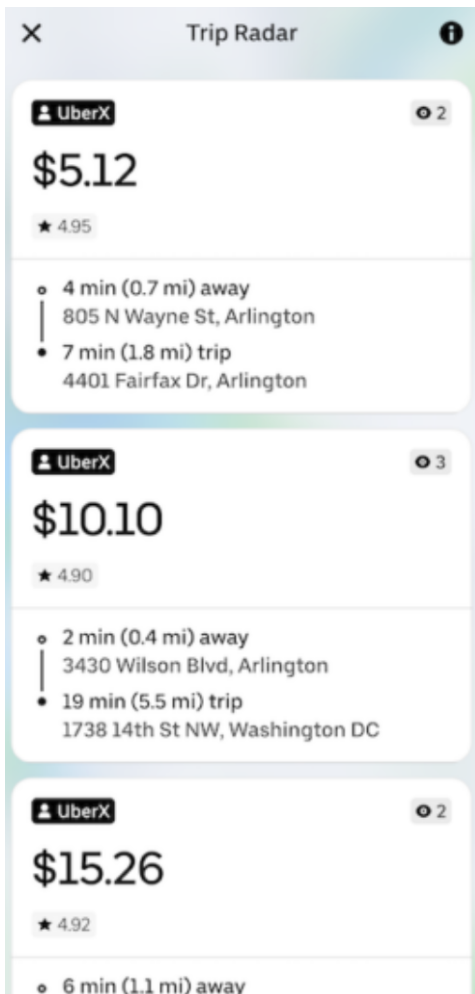 Trip Radar
UberX 2
$5.12
4.95
4 min (0.7 mi) away
805 N Wayne St, Arlington
7 min (1.8 mi) trip
4401 Fairfax Dr, Arlington
UberX 3
$10.10
4.90
2 min (0.4 mi) away
3430 Wilson Blvd, Arlington
19 min (5.5 mi) trip
1738 14th St NW, Washington DC
UberX 2
$15.26
4.92
6 min (1.1 mi) away